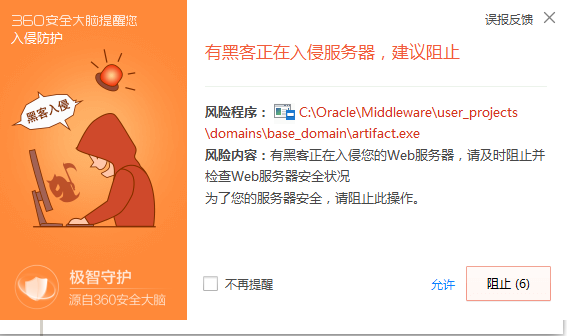 360安全大脑提醒您
入侵防护
误报反馈
有黑客正在入侵服务器，建议阻止
黑客入侵
风险程序： C:\Oracle\Middleware\user_projects
\domains\base_domain\artifact.exe
风险内容：有黑客正在入侵您的Web服务器，请及时阻止并
检查Web服务器安全状况
为了您的服务器安全，请阻止此操作。
极智守护
源自360安全大脑
不再提醒
允许
阻止 (6)